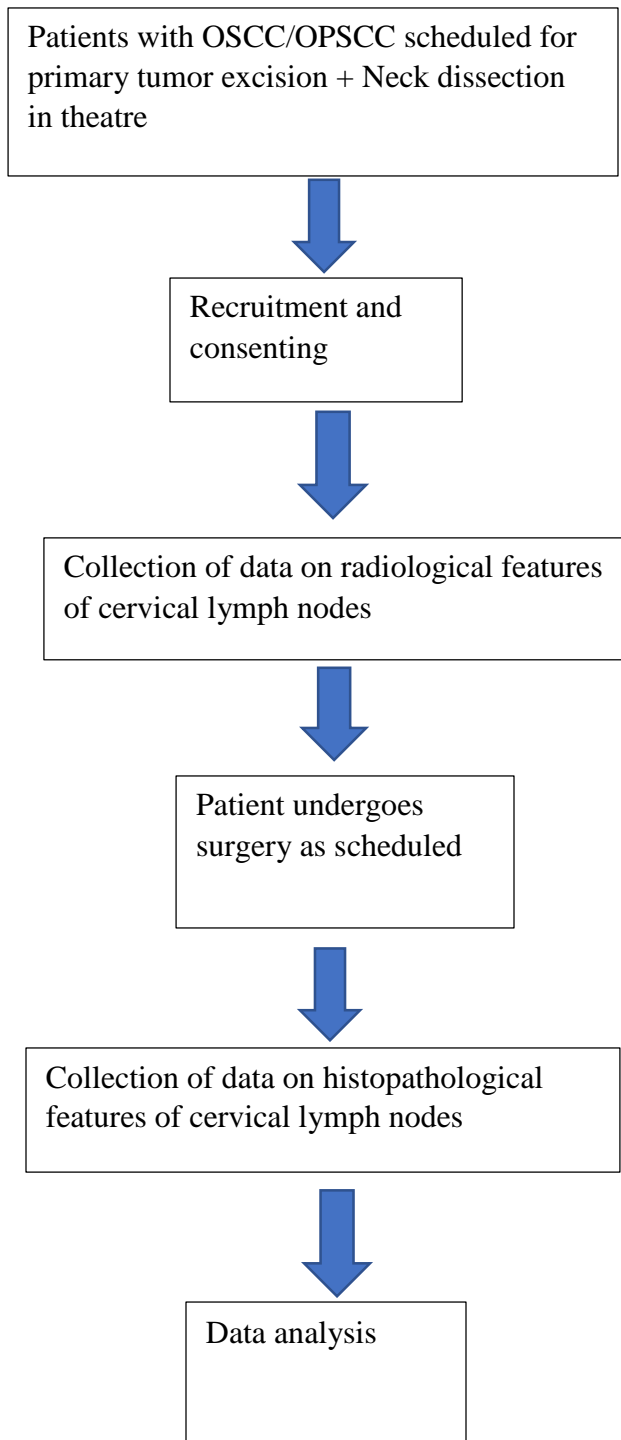 Patients with OSCC/OPSCC scheduled for
primary tumor excision + Neck dissection
in theatre
Recruitment and
consenting
Collection of data on radiological features
of cervical lymph nodes
Patient undergoes
surgery as scheduled
Collection of data on histopathological
features of cervical lymph nodes
Data analysis